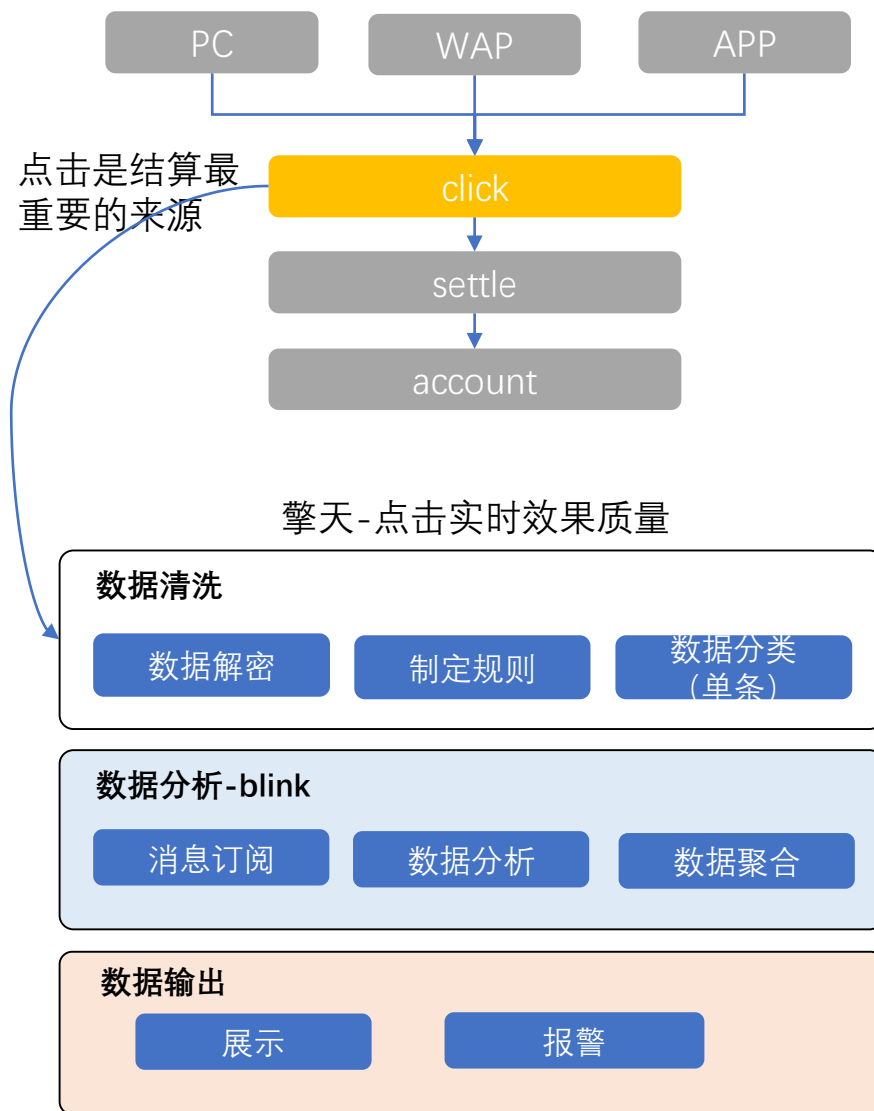 PC
WAP
APP
点击是结算最
重要的来源
click
settle
account
擎天-点击实时效果质量
数据清洗
数据解密
制定规则
数据分类
（单条）
数据分析-blink
消息订阅
数据分析
数据聚合
数据输出
展示
报警